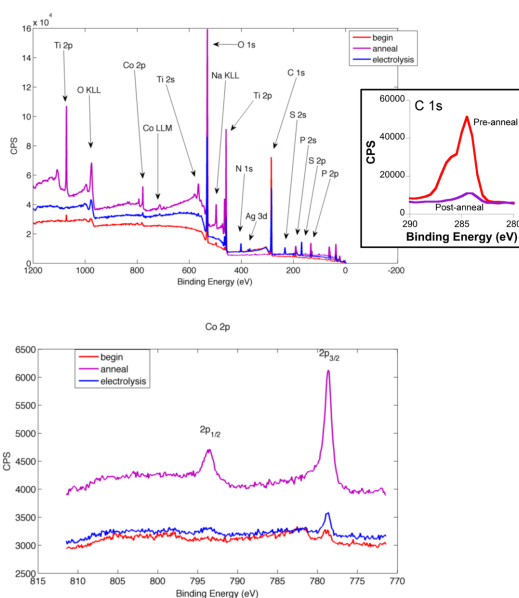 x 10⁴
16
14
12
10
8
6
4
2
0
CPS
1200
1000
800
600
400
200
0
-200
Binding Energy (eV)
Ti 2p
O KLL
Co 2p
Co LLM
Ti 2s
O 1s
Na KLL
Ti 2p
C 1s
N 1s
Ag 3d
S 2s
P 2s
S 2p
P 2p
begin
anneal
electrolysis
C 1s
60000
40000
20000
0
CPS
Pre-anneal
Post-anneal
290
285
280
Binding Energy (eV)
Co 2p
6500
6000
5500
5000
4500
4000
3500
3000
2500
CPS
begin
anneal
electrolysis
2p1/2
2p3/2
815
810
805
800
795
790
785
780
775
770
Binding Energy (eV)